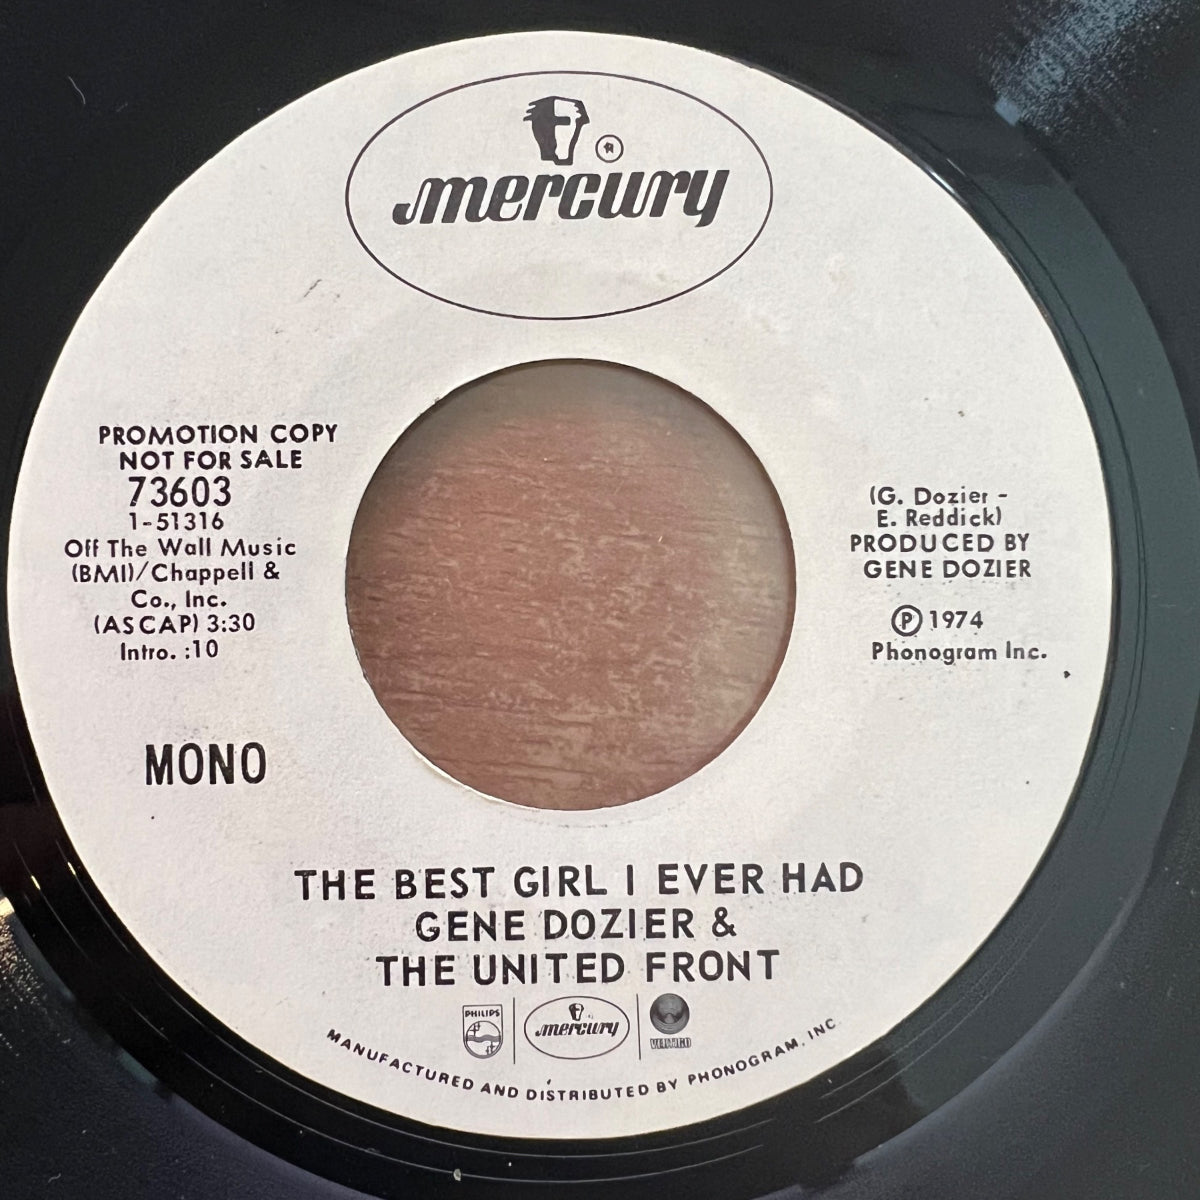 ®
mercury
PROMOTION COPY
NOT FOR SALE
73603
1-51316
Off The Wall Music
(BMI)/Chappell &
Co., Inc.
(ASCAP) 3:30
Intro. :10
MONO
(G. Dozier -
E. Reddick)
PRODUCED BY
GENE DOZIER
℗ 1974
Phonogram Inc.
THE BEST GIRL I EVER HAD
GENE DOZIER &
THE UNITED FRONT
PHILIPS
mercury
VERTIGO
MANUFACTURED AND DISTRIBUTED BY PHONOGRAM, INC